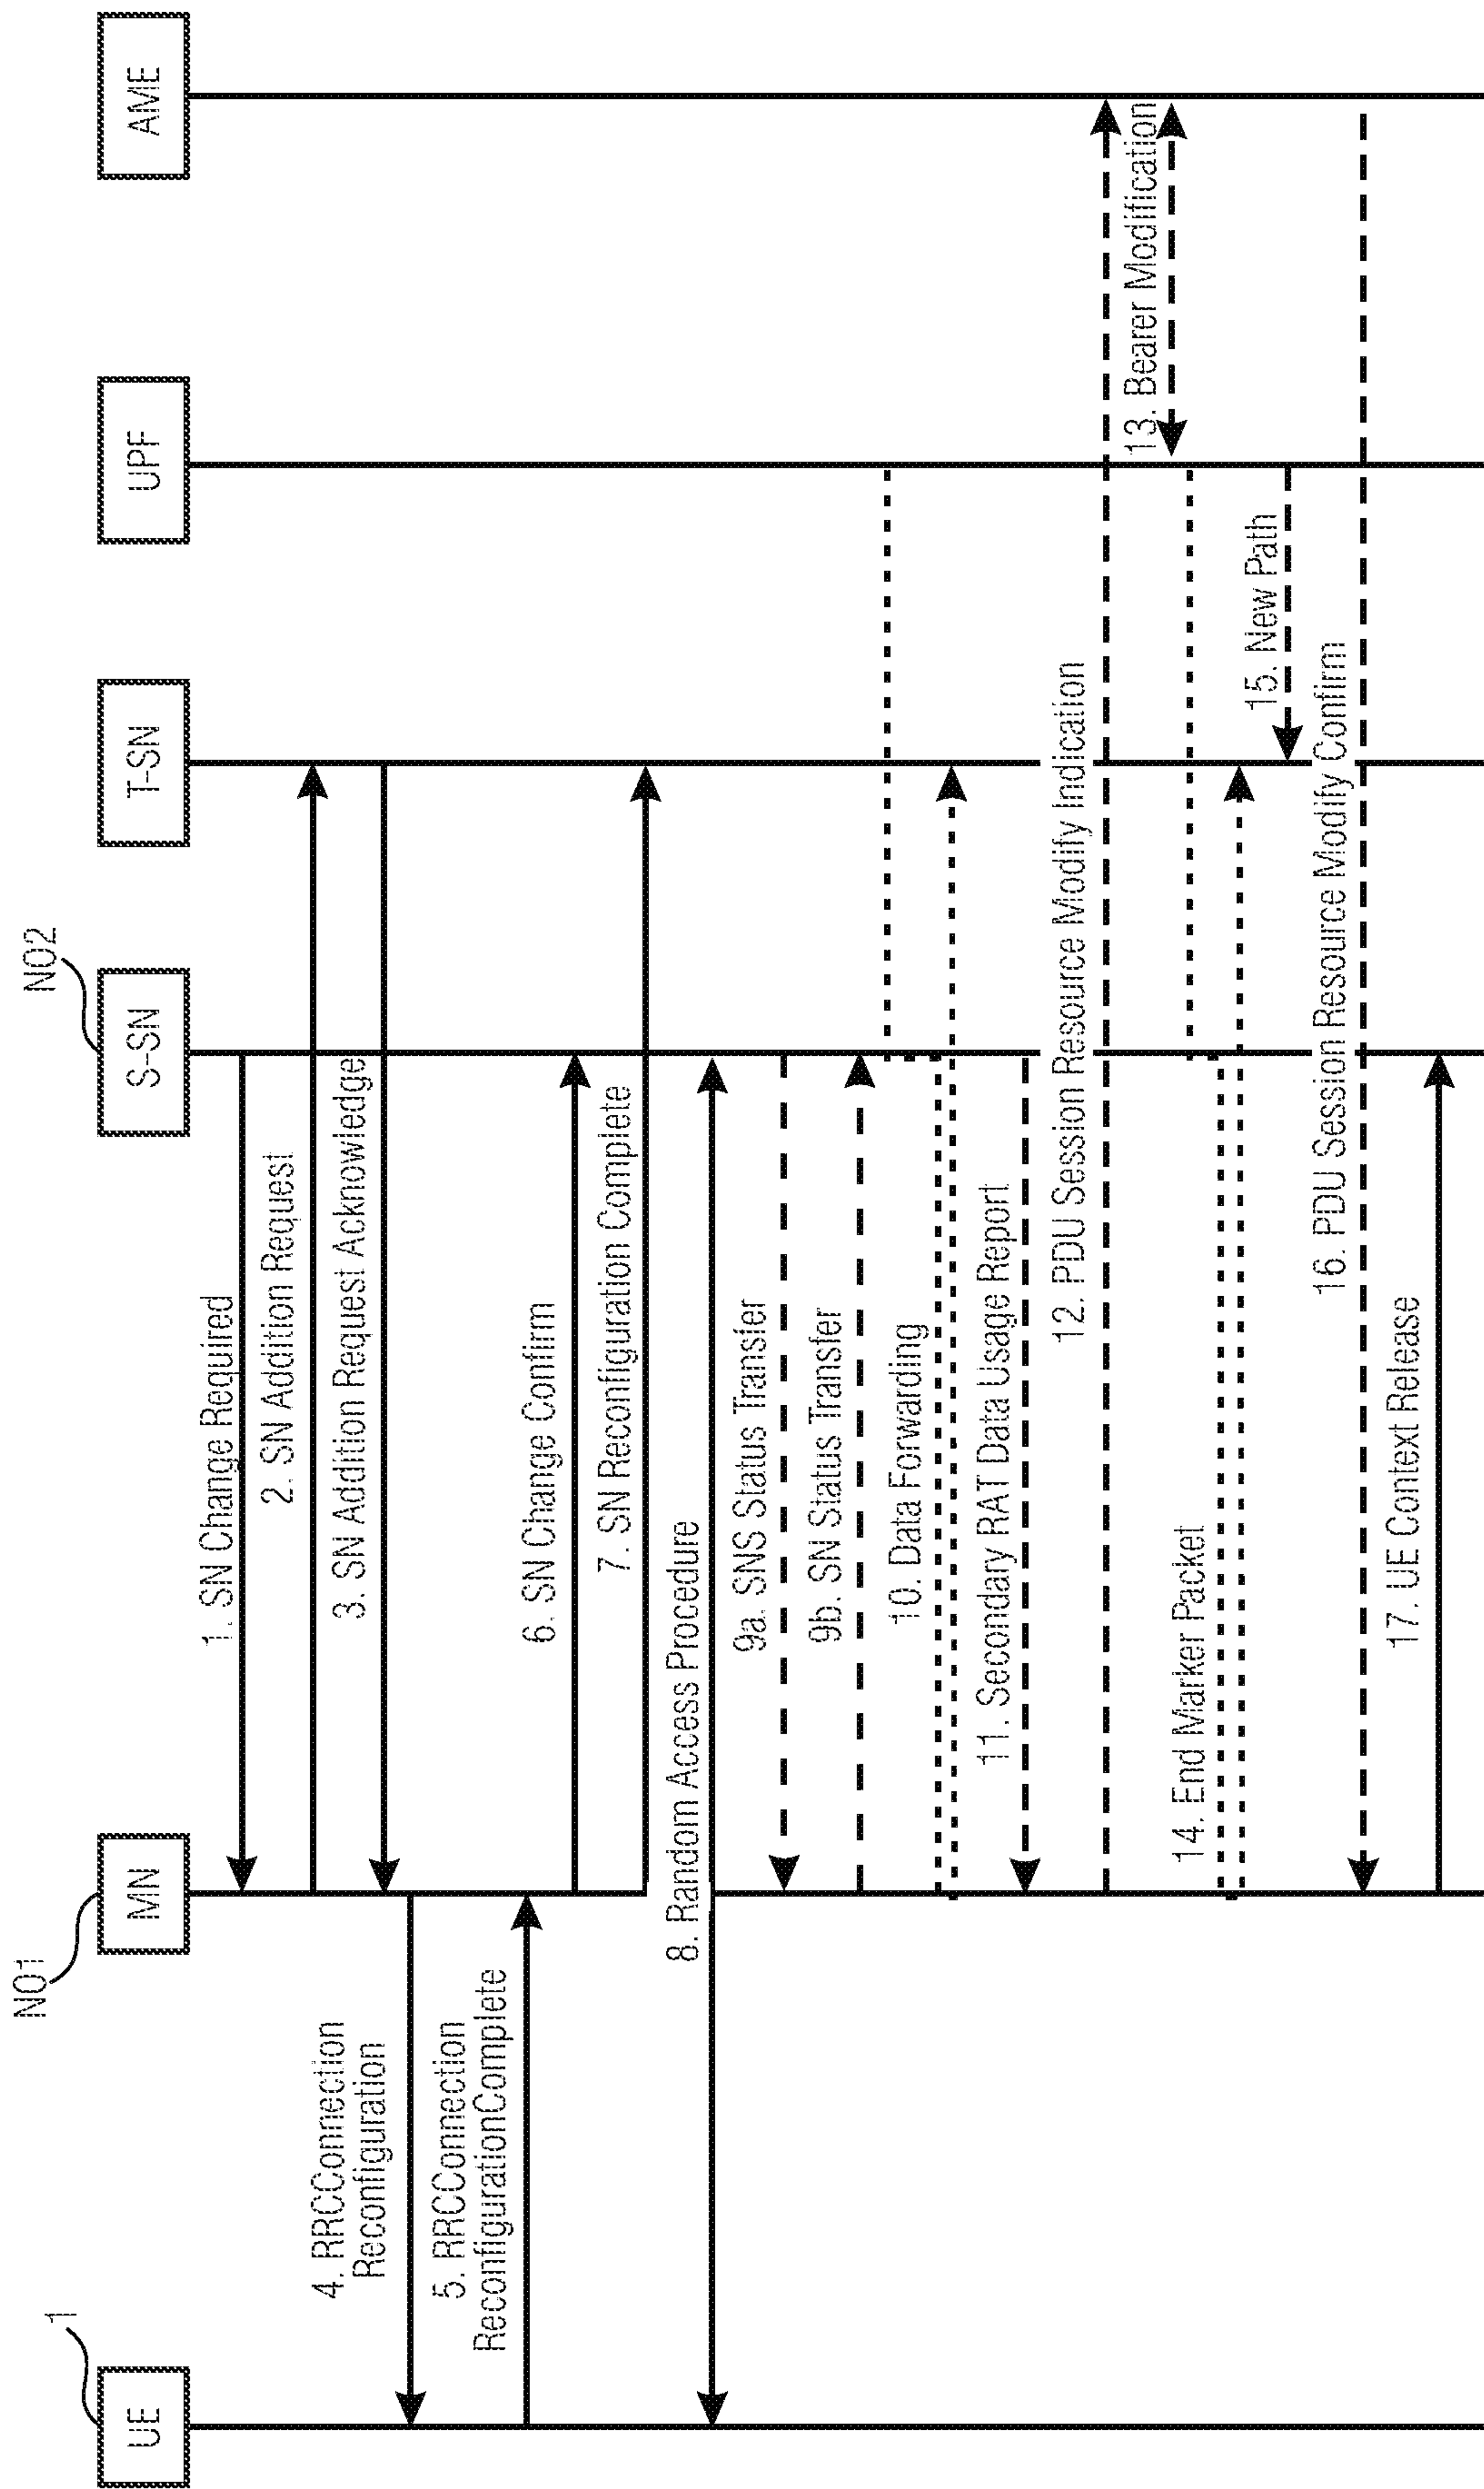 1
NO1
NO2
UE
MN
S-SN
T-SN
UPF
AME
1. SN Change Required
2. SN Addition Request
3. SN Addition Request Acknowledge
4. RRCConnection
Reconfiguration
5. RRCConnection
ReconfigurationComplete
6. SN Change Confirm
7. SN Reconfiguration Complete
8. Random Access Procedure
9a. SNS Status Transfer
9b. SN Status Transfer
10. Data Forwarding
11. Secondary RAT Data Usage Report
12. PDU Session Resource Modify Indication
13. Bearer Modification
14. End Marker Packet
15. New Path
16. PDU Session Resource Modify Confirm
17. UE Context Release